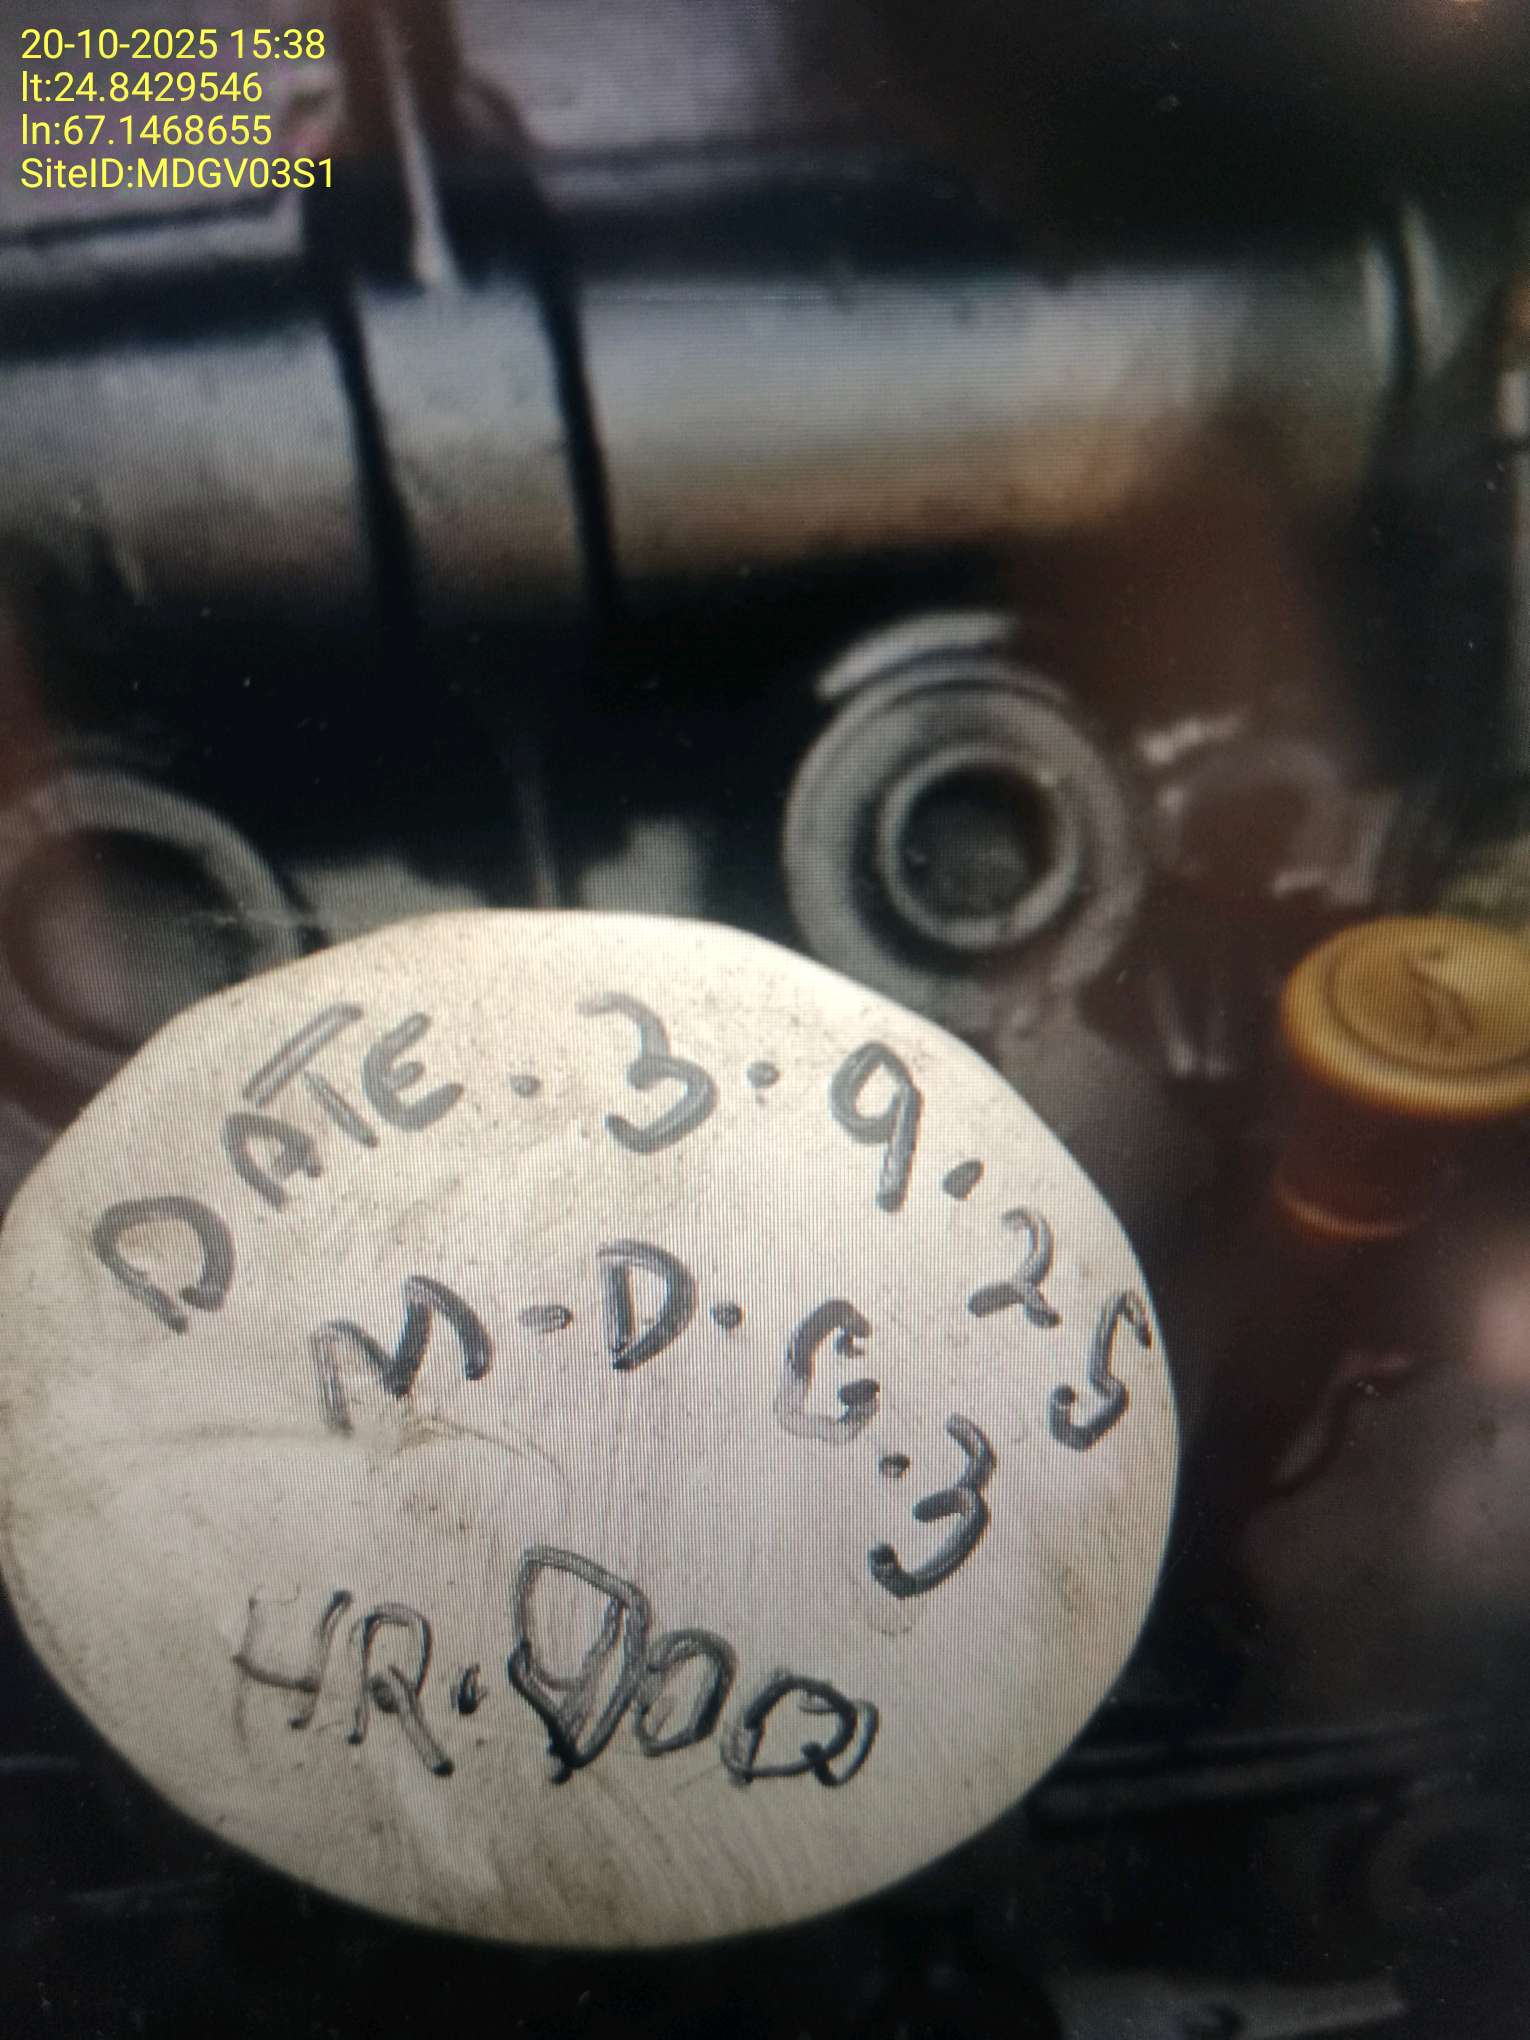 20-10-2025 15:38
lt:24.8429546
ln:67.1468655
SiteID:MDGV03S1
DATE.3.9.25
M-D.G.3
HR.